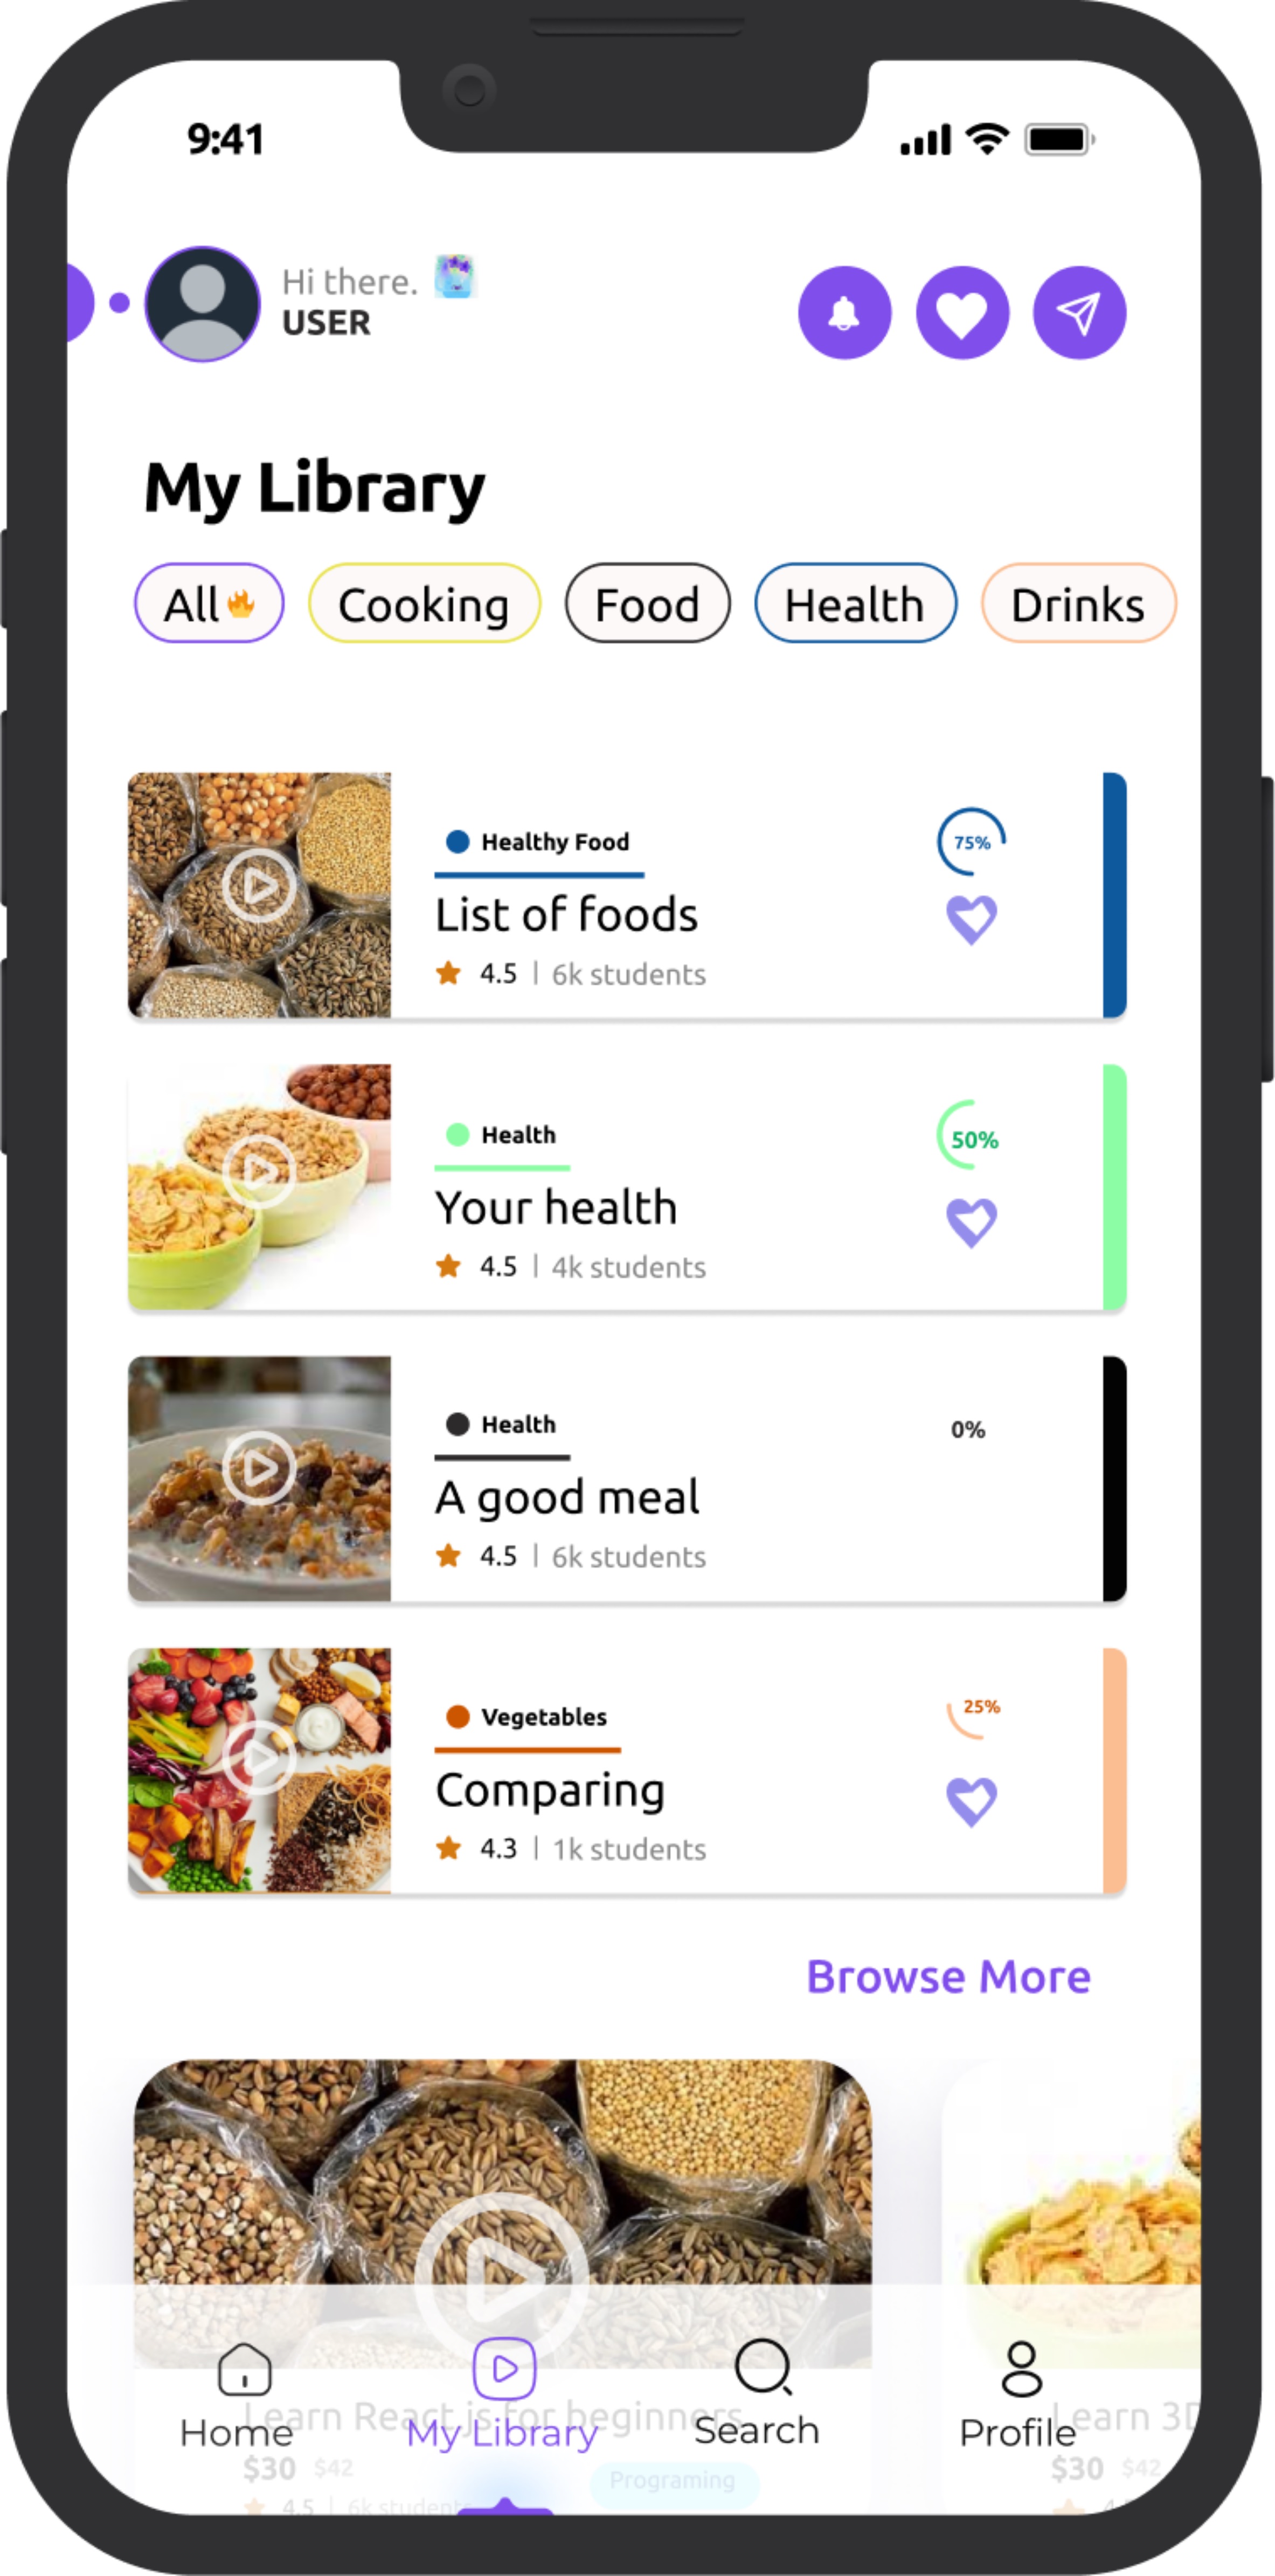 9:41
Hi there.
USER
My Library
All Cooking Food Health Drinks
Healthy Food
75%
List of foods
4.5 | 6k students
Health
50%
Your health
4.5 | 4k students
Health
0%
A good meal
4.5 | 6k students
Vegetables
25%
Comparing
4.3 | 1k students
Browse More
Learn React js for beginners
Learn 3D
Home My Library Search Profile
$30 $42
Programing
$30 $42
4.5 | 6k students